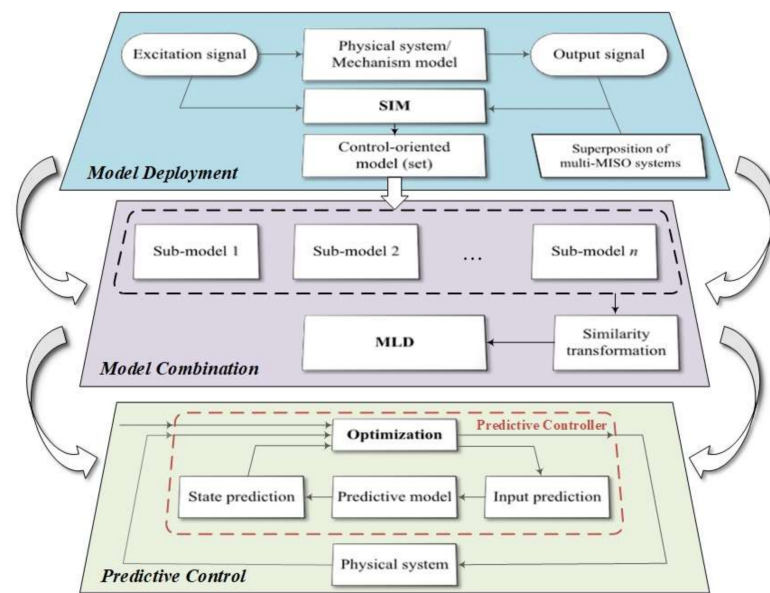 Excitation signal
Physical system/
Mechanism model
Output signal
SIM
Control-oriented
model (set)
Superposition of
multi-MISO systems
Model Deployment
Sub-model 1
Sub-model 2
...
Sub-model n
MLD
Similarity
transformation
Model Combination
Optimization
Predictive Controller
State prediction
Predictive model
Input prediction
Physical system
Predictive Control